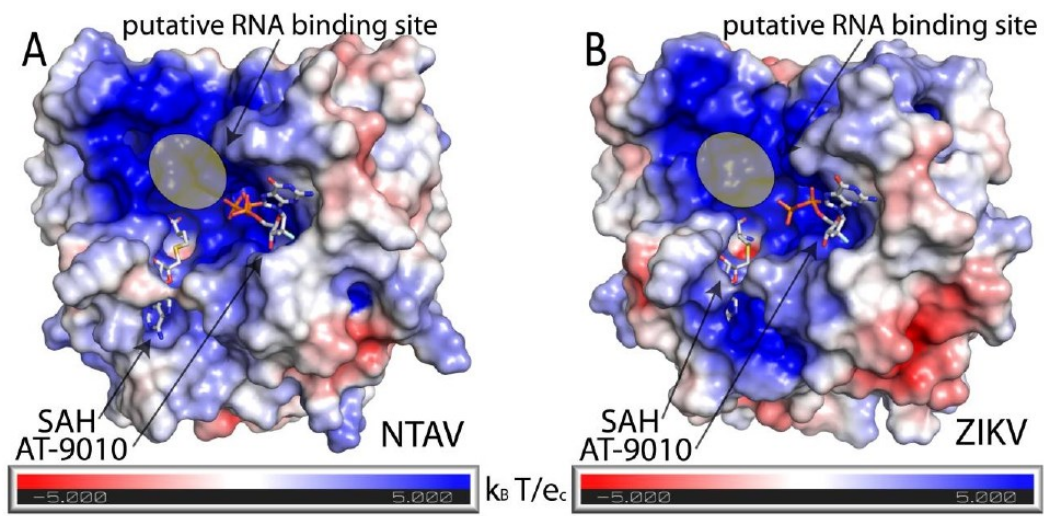 A
putative RNA binding site
SAH
AT-9010
NTAV
-5.000
5.000
kB T/ec
B
putative RNA binding site
SAH
AT-9010
ZIKV
-5.000
5.000